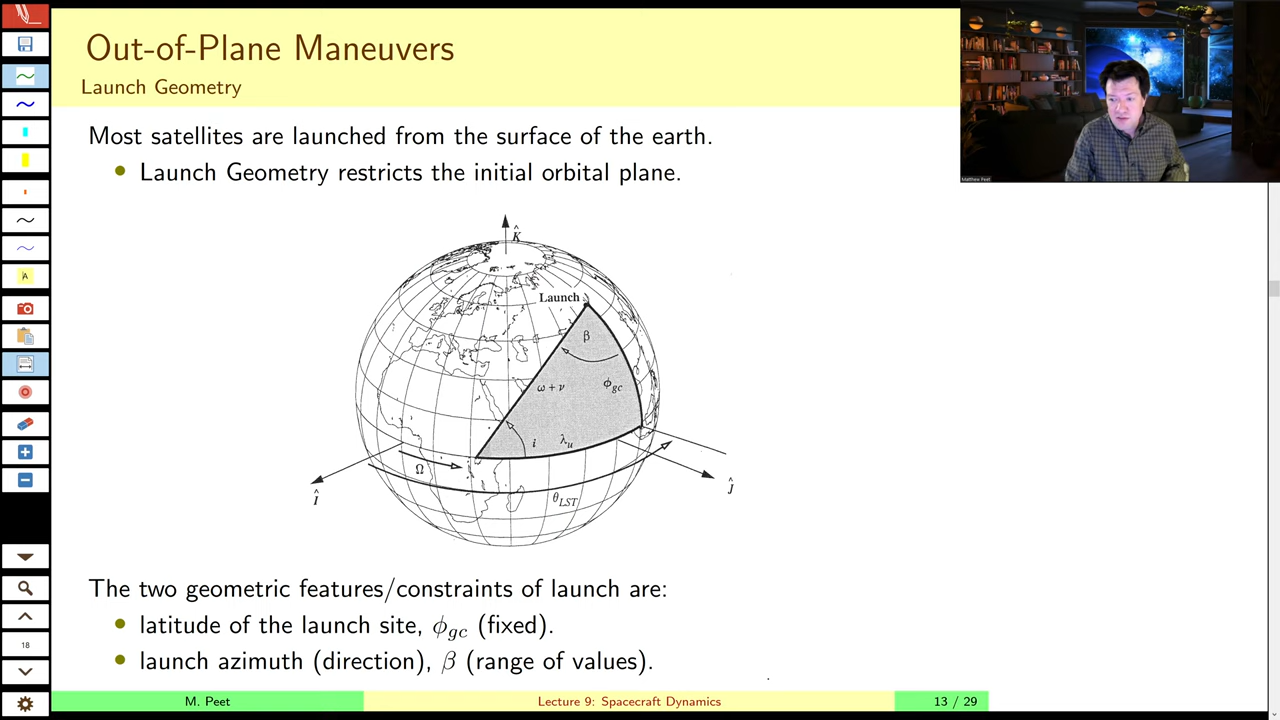 Out-of-Plane Maneuvers
Launch Geometry
Matthew Peet
Most satellites are launched from the surface of the earth.
• Launch Geometry restricts the initial orbital plane.
K̂
Launch
β
ω + ν
ϕgc
i
λu
Ω
Î
Ĵ
θLST
The two geometric features/constraints of launch are:
• latitude of the launch site, ϕgc (fixed).
• launch azimuth (direction), β (range of values).
A
18
M. Peet
Lecture 9: Spacecraft Dynamics
13 / 29